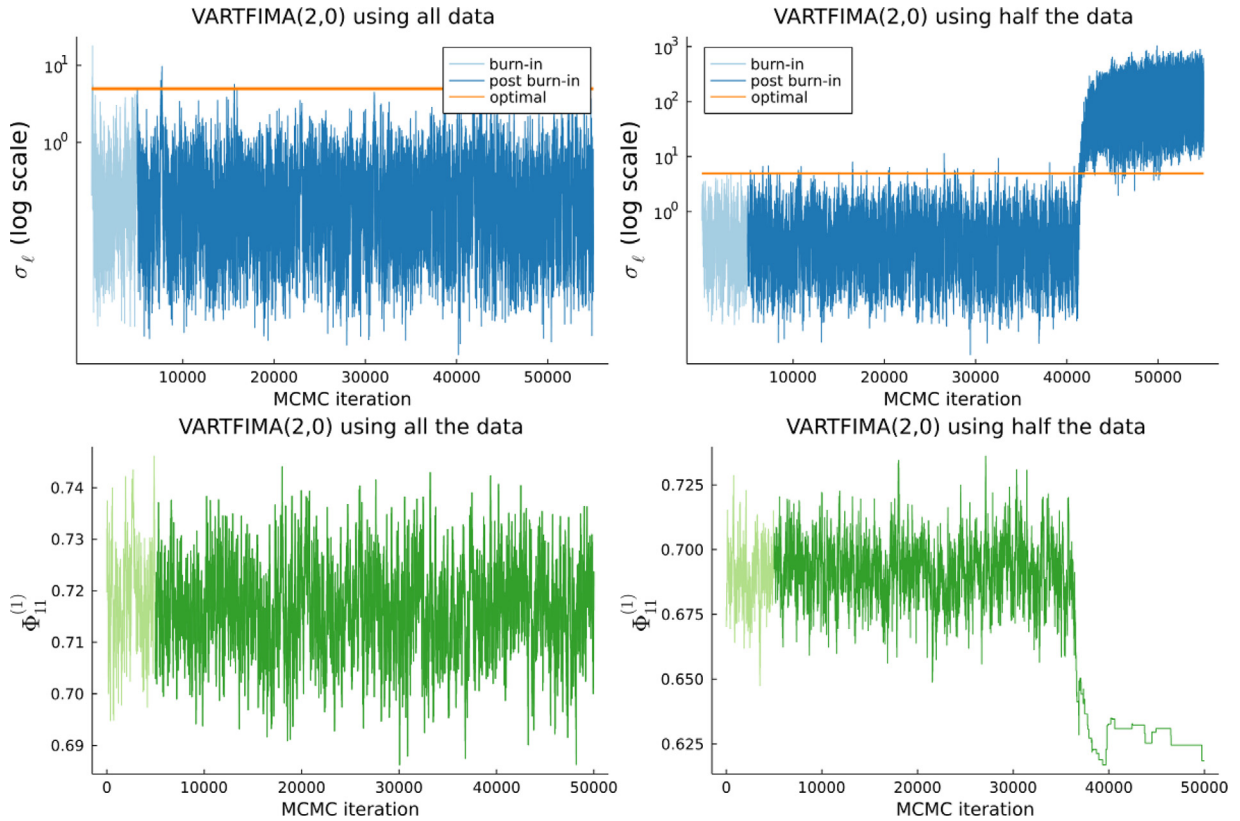 VARTFIMA(2,0) using all data
σℓ (log scale)
10¹
10⁰
burn-in
post burn-in
optimal
10000 20000 30000 40000 50000
MCMC iteration
VARTFIMA(2,0) using half the data
σℓ (log scale)
10³
10²
10¹
10⁰
burn-in
post burn-in
optimal
10000 20000 30000 40000 50000
MCMC iteration
VARTFIMA(2,0) using all the data
Φ₁₁⁽¹⁾
0.74
0.73
0.72
0.71
0.70
0.69
0 10000 20000 30000 40000 50000
MCMC iteration
VARTFIMA(2,0) using half the data
Φ₁₁⁽¹⁾
0.725
0.700
0.675
0.650
0.625
0 10000 20000 30000 40000 50000
MCMC iteration